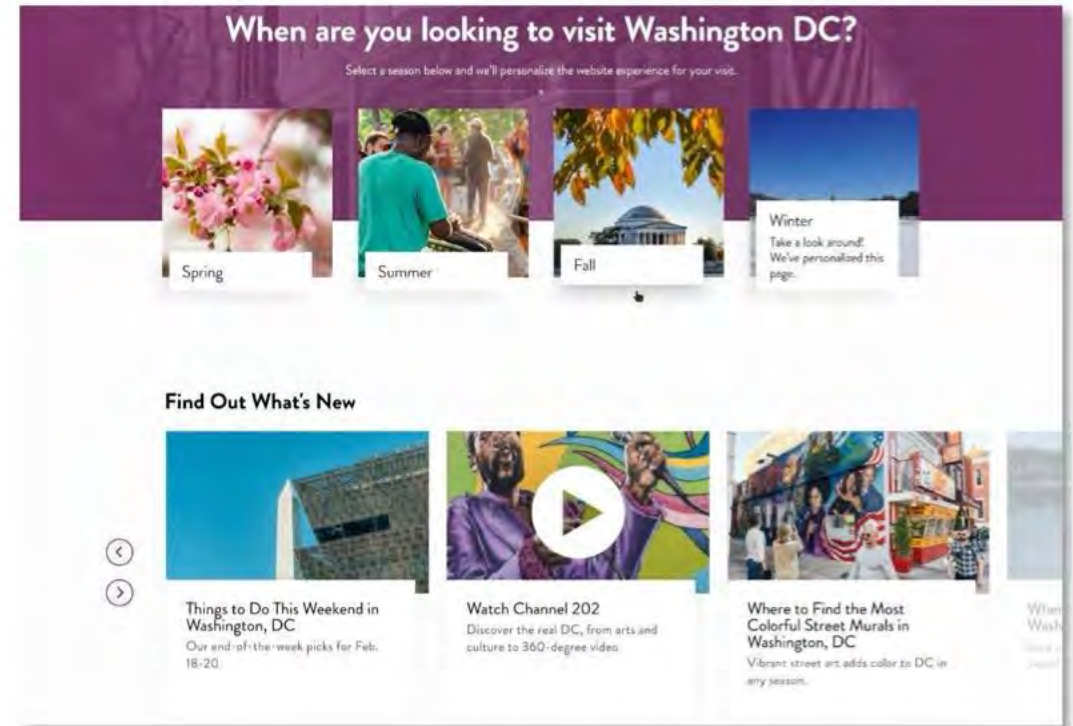 When are you looking to visit Washington DC?
Select a season below and we'll personalize the website experience for your visit.
Spring
Summer
Fall
Winter
Take a look around!
We've personalized this
page.
Find Out What's New
Things to Do This Weekend in
Washington, DC
Our end-of-the-week picks for Feb.
18-20
Watch Channel 202
Discover the real DC, from arts and
culture to 360-degree video
Where to Find the Most
Colorful Street Murals in
Washington, DC
Vibrant street art adds color to DC in
any season.